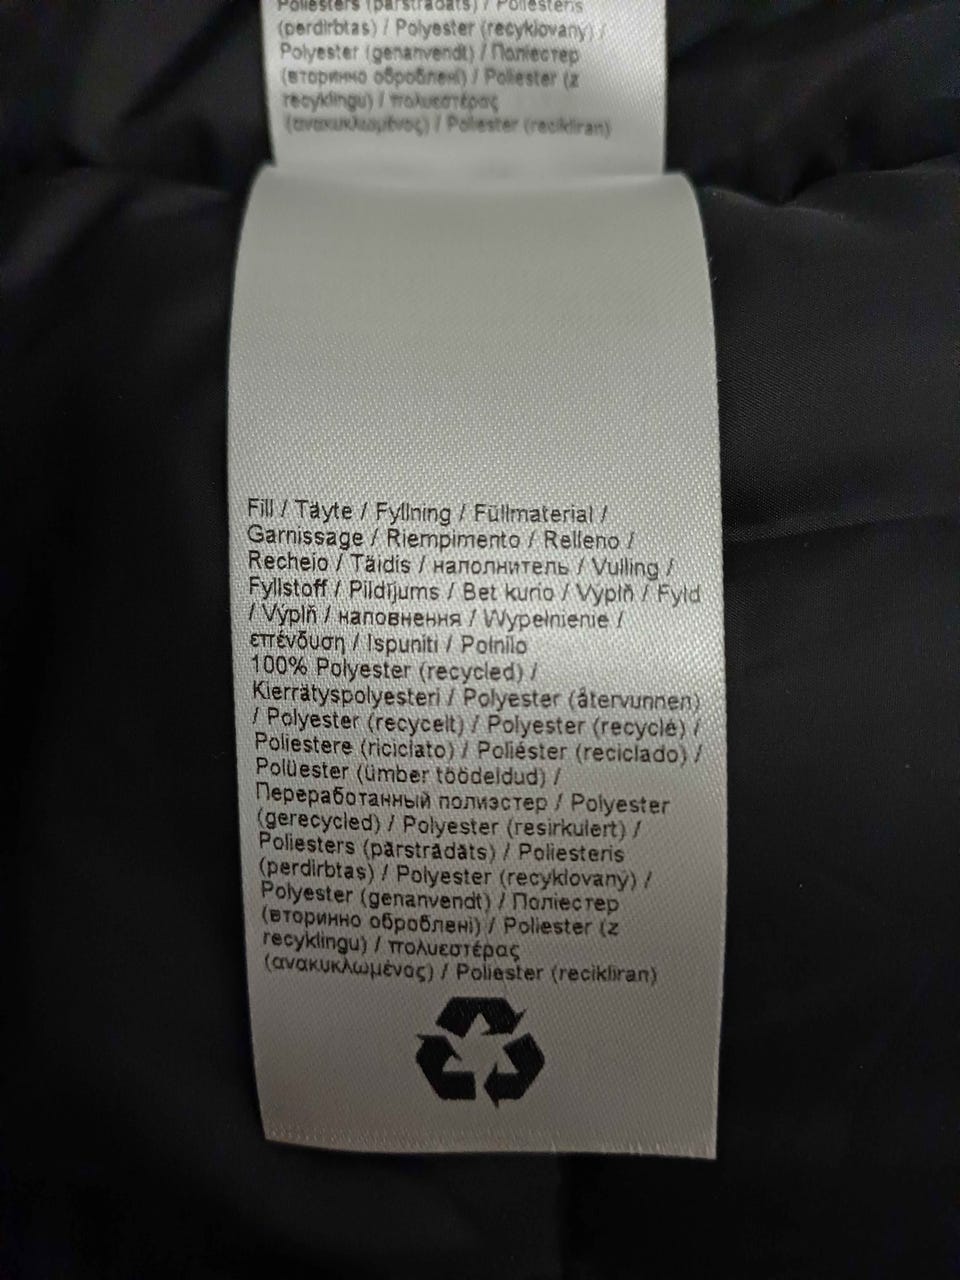 Poliesters (pārstrādāts) / Poliesteris
(perdirbtas) / Polyester (recyklovaný) /
Polyester (genanvendt) / Поліестер
(вторинно оброблені) / Poliester (z
recyklingu) / πολυεστέρας
(ανακυκλωμένος) / Poliester (recikliran)
Fill / Täyte / Fyllning / Füllmaterial /
Garnissage / Riempimento / Relleno /
Recheio / Täidis / наполнитель / Vulling /
Fyllstoff / Pildījums / Bet kurio / Výplň / Fyld
/ Výplň / наповнення / Wypełnienie /
επένδυση / Ispuniti / Polnilo
100% Polyester (recycled) /
Kierrätyspolyesteri / Polyester (återvunnen)
/ Polyester (recycelt) / Polyester (recyclé) /
Poliestere (riciclato) / Poliéster (reciclado) /
Polüester (ümber töödeldud) /
Переработанный полиэстер / Polyester
(gerecycled) / Polyester (resirkulert) /
Poliesters (pārstrādāts) / Poliesteris
(perdirbtas) / Polyester (recyklovaný) /
Polyester (genanvendt) / Поліестер
(вторинно оброблені) / Poliester (z
recyklingu) / πολυεστέρας
(ανακυκλωμένος) / Poliester (recikliran)